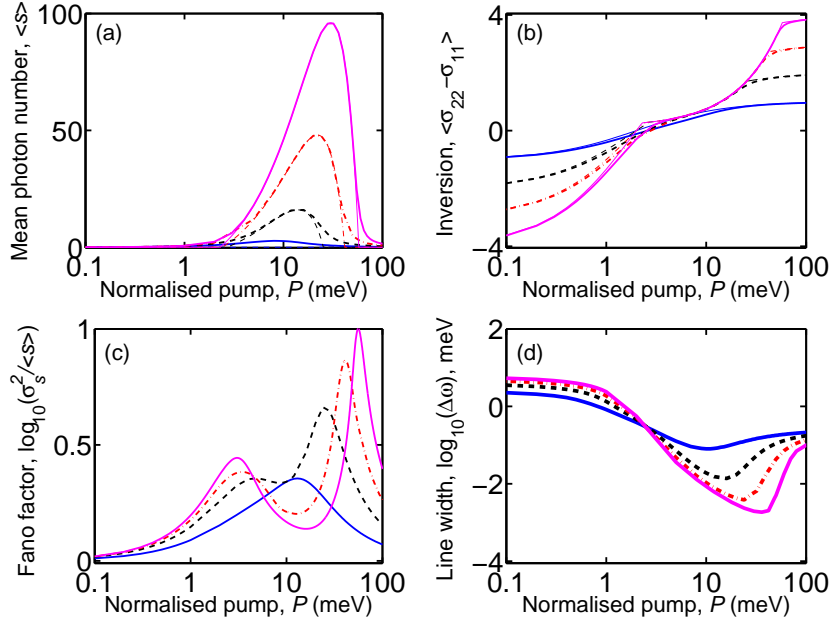 (a)
Mean photon number, <s>
100
50
0
0.1 1 10 100
Normalised pump, P (meV)
(b)
Inversion, <σ22−σ11>
4
0
−4
0.1 1 10 100
Normalised pump, P (meV)
(c)
Fano factor, log10(σs2/<s>)
1
0.5
0
0.1 1 10 100
Normalised pump, P (meV)
(d)
Line width, log10(Δω), meV
2
0
−2
−4
0.1 1 10 100
Normalised pump, P (meV)